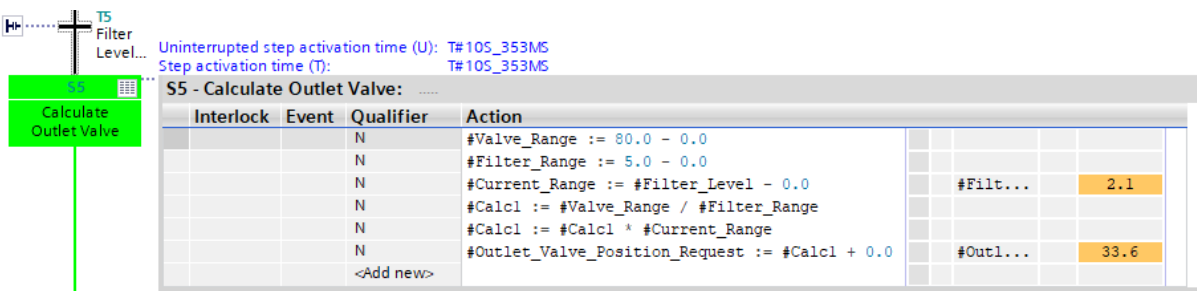 T5
Filter
Level...
Uninterrupted step activation time (U): T#10S_353MS
Step activation time (T): T#10S_353MS
S5
Calculate
Outlet Valve
S5 - Calculate Outlet Valve: .....
Interlock Event Qualifier Action
N #Valve_Range := 80.0 - 0.0
N #Filter_Range := 5.0 - 0.0
N #Current_Range := #Filter_Level - 0.0 #Filt... 2.1
N #Calc1 := #Valve_Range / #Filter_Range
N #Calc1 := #Calc1 * #Current_Range
N #Outlet_Valve_Position_Request := #Calc1 + 0.0 #Outl... 33.6
<Add new>